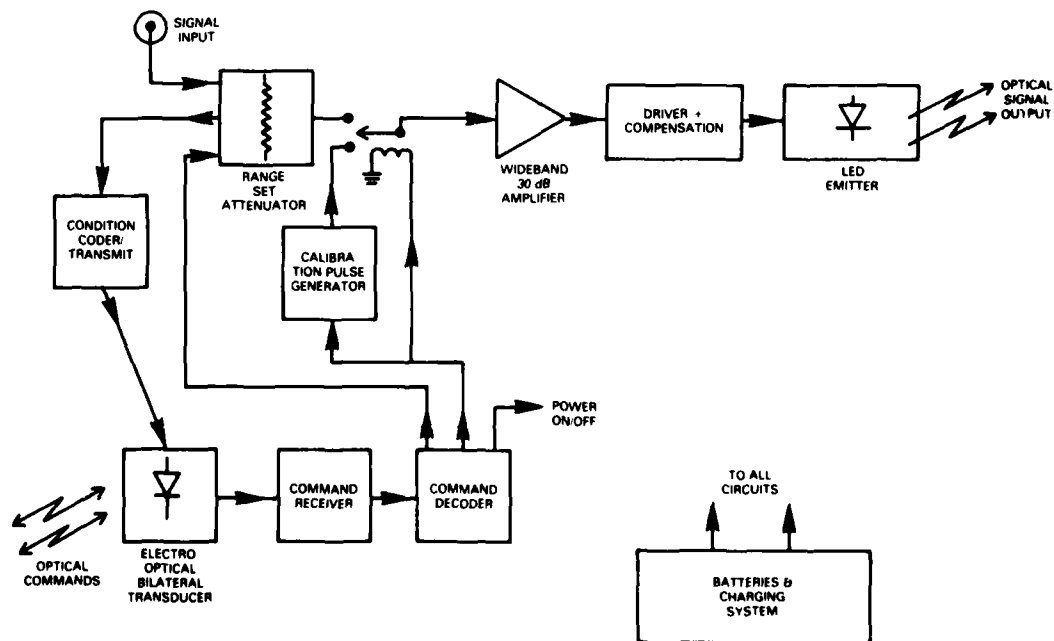 SIGNAL
INPUT
RANGE
SET
ATTENUATOR
WIDEBAND
30 dB
AMPLIFIER
DRIVER +
COMPENSATION
LED
EMITTER
OPTICAL
SIGNAL
OUTPUT
CONDITION
CODER/
TRANSMIT
CALIBRA
TION PULSE
GENERATOR
POWER
ON/OFF
OPTICAL
COMMANDS
ELECTRO
OPTICAL
BILATERAL
TRANSDUCER
COMMAND
RECEIVER
COMMAND
DECODER
TO ALL
CIRCUITS
BATTERIES &
CHARGING
SYSTEM